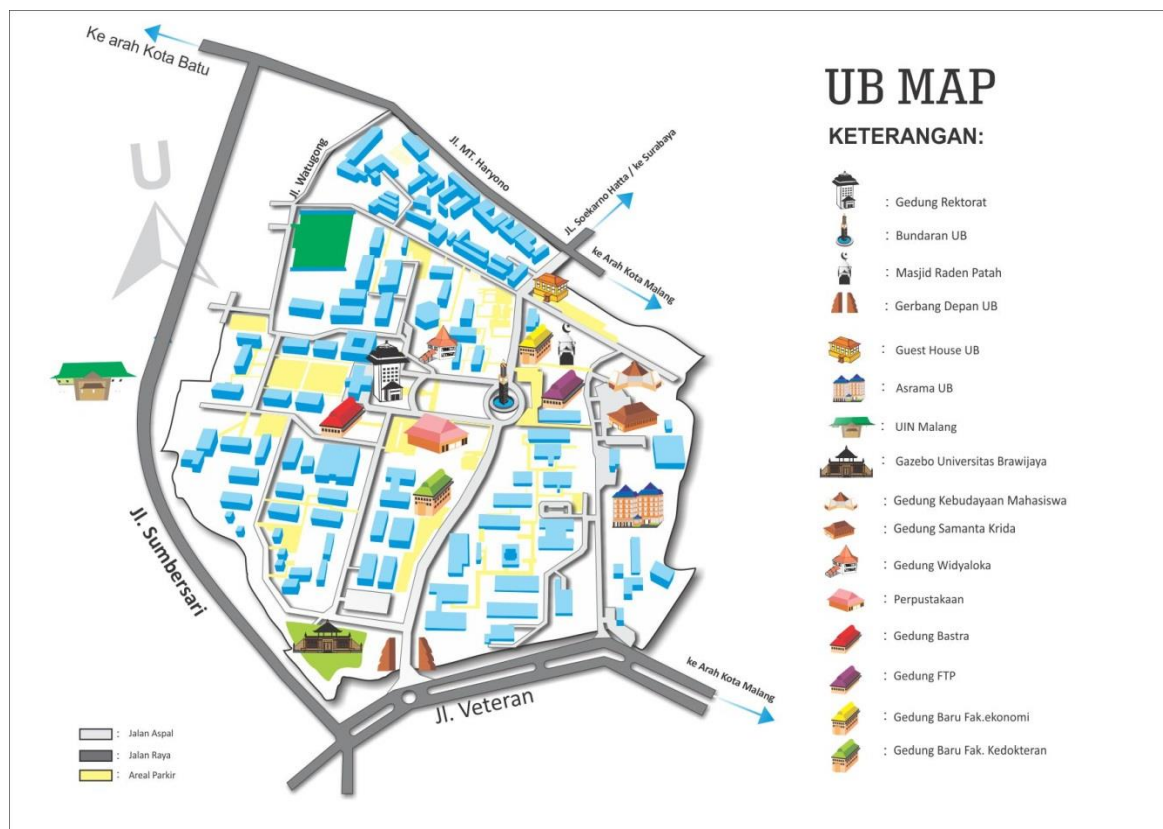 Ke arah Kota Batu
UB MAP
KETERANGAN:
U
Jl. Watugong
Jl. MT. Haryono
JL. Soekarno Hatta / ke Surabaya
ke Arah Kota Malang
Jl. Sumbersari
Jl. Veteran
ke Arah Kota Malang
: Gedung Rektorat
: Bundaran UB
: Masjid Raden Patah
: Gerbang Depan UB
: Guest House UB
: Asrama UB
: UIN Malang
: Gazebo Universitas Brawijaya
: Gedung Kebudayaan Mahasiswa
: Gedung Samanta Krida
: Gedung Widyaloka
: Perpustakaan
: Gedung Bastra
: Gedung FTP
: Gedung Baru Fak.ekonomi
: Gedung Baru Fak. Kedokteran
: Jalan Aspal
: Jalan Raya
: Areal Parkir